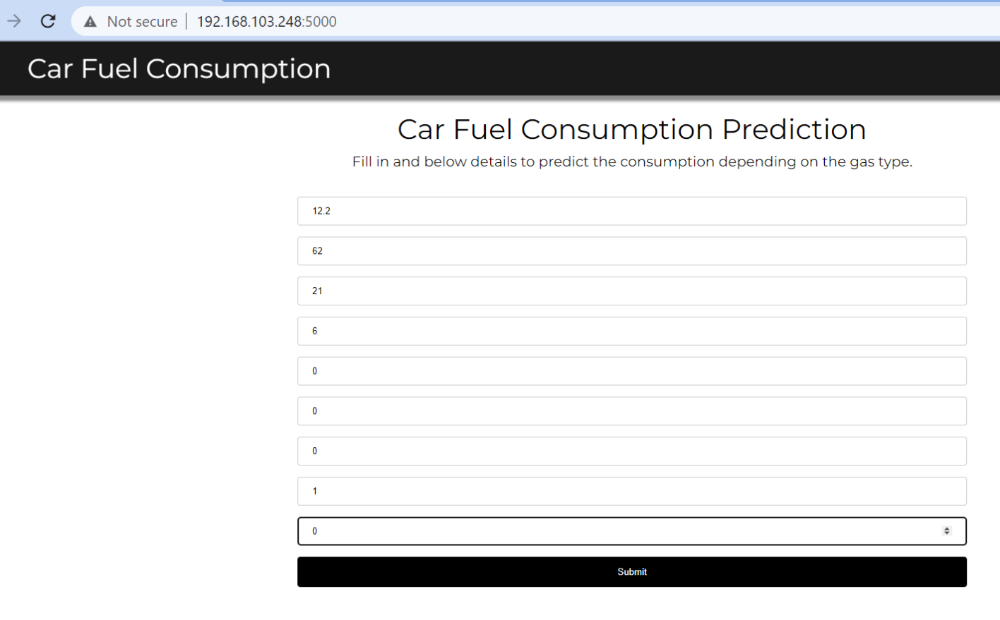 Not secure | 192.168.103.248:5000
Car Fuel Consumption
Car Fuel Consumption Prediction
Fill in and below details to predict the consumption depending on the gas type.
12.2
62
21
6
0
0
0
1
0
Submit